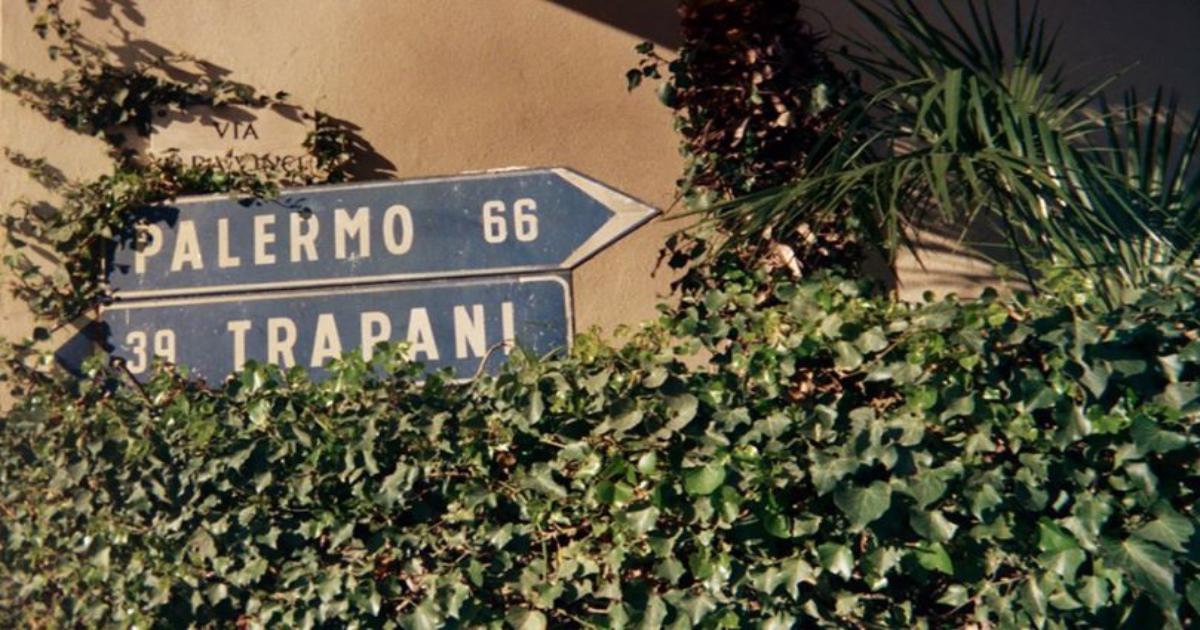 VIA
PALERMO 66
39 TRAPANI